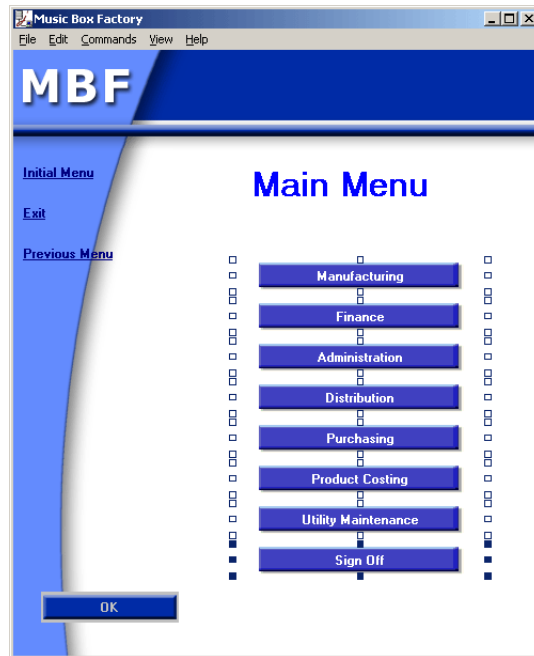 Music Box Factory
File Edit Commands View Help
MBF
Initial Menu
Exit
Previous Menu
Main Menu
Manufacturing
Finance
Administration
Distribution
Purchasing
Product Costing
Utility Maintenance
Sign Off
OK